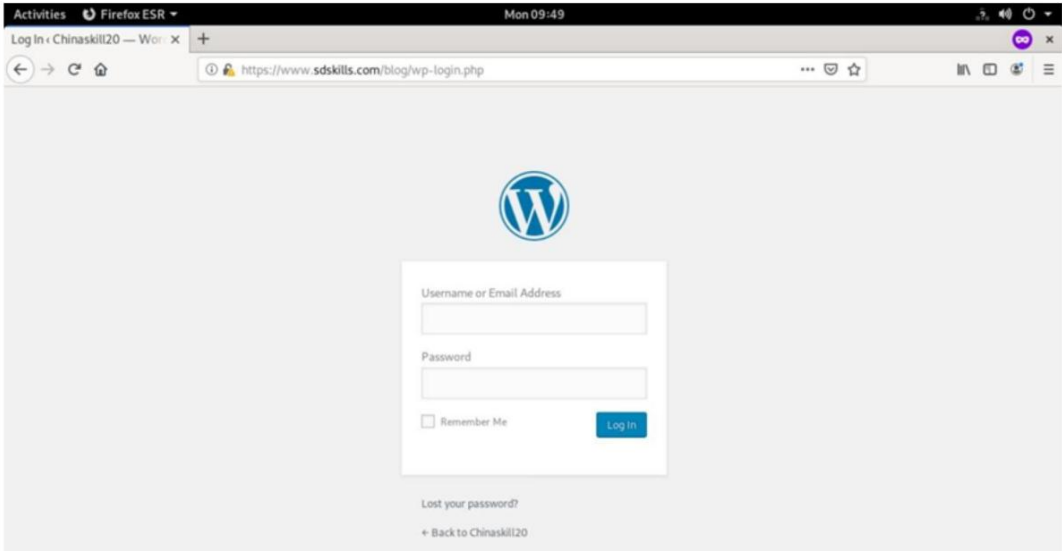 Activities Firefox ESR Mon 09:49
Log In ‹ Chinaskill20 — Wor
https://www.sdskills.com/blog/wp-login.php
Username or Email Address
Password
Remember Me Log In
Lost your password?
← Back to Chinaskill20